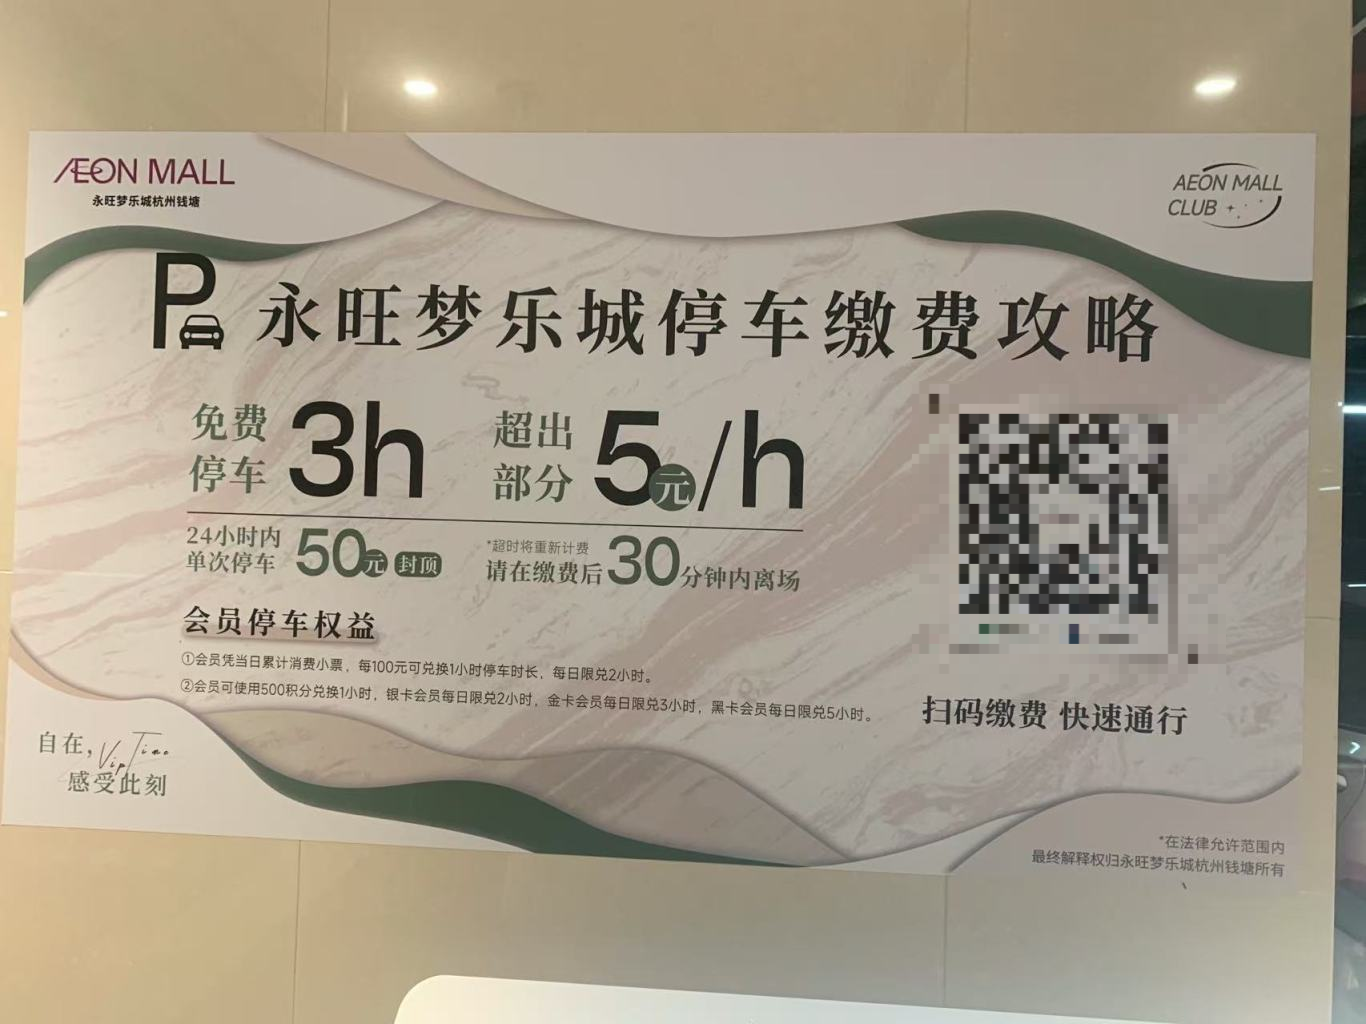 ÆON MALL
永旺梦乐城杭州钱塘
AEON MALL
CLUB
P 永旺梦乐城停车缴费攻略
免费停车 3h 超出部分 5元/h
24小时内单次停车 50元 封顶
*超时将重新计费
请在缴费后30分钟内离场
会员停车权益
①会员凭当日累计消费小票，每100元可兑换1小时停车时长，每日限兑2小时。
②会员可使用500积分兑换1小时，银卡会员每日限兑2小时，金卡会员每日限兑3小时，黑卡会员每日限兑5小时。
扫码缴费 快速通行
自在，Vip Time
感受此刻
*在法律允许范围内
最终解释权归永旺梦乐城杭州钱塘所有